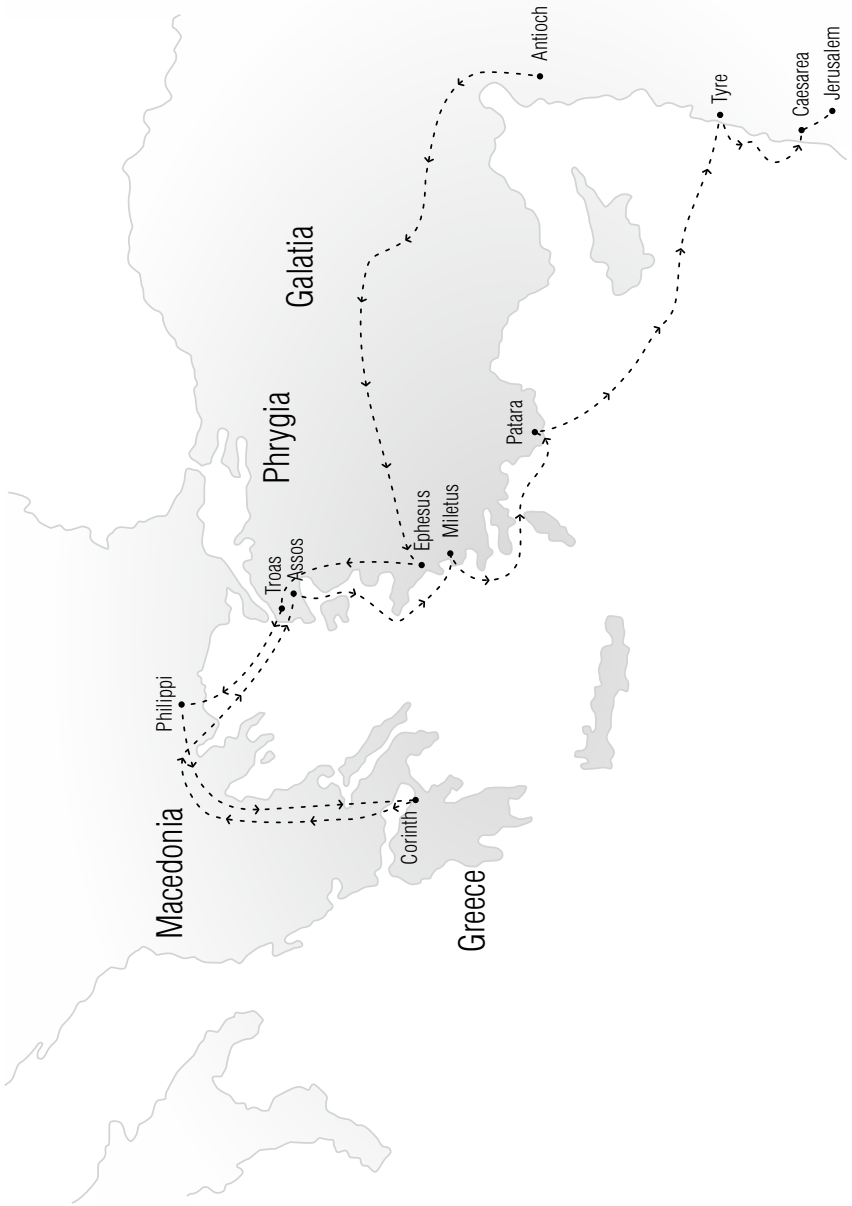 Macedonia
Philippi
Greece
Corinth
Troas
Assos
Phrygia
Galatia
Ephesus
Miletus
Patara
Antioch
Tyre
Caesarea
Jerusalem